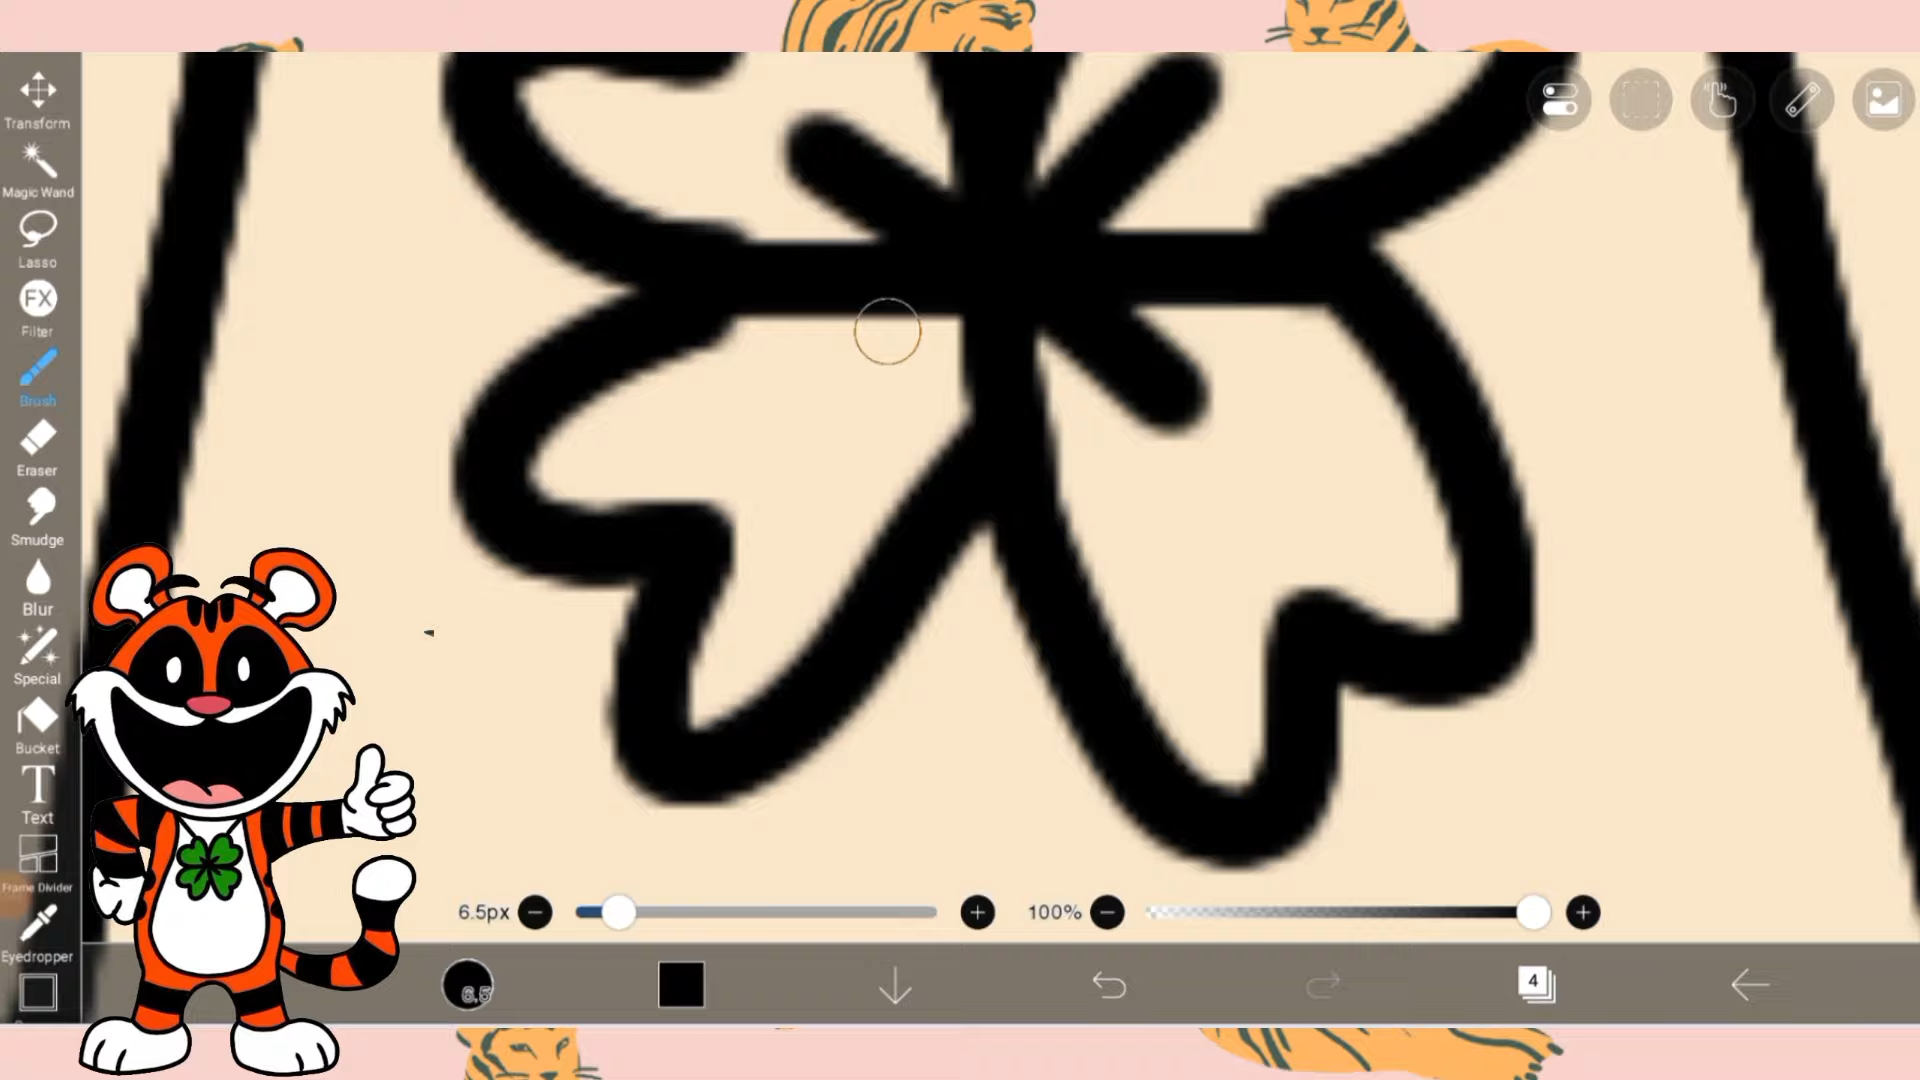 Transform
Magic Wand
Lasso
FX
Filter
Brush
Eraser
Smudge
Blur
Special
Bucket
T
Text
Frame Divider
Eyedropper
6.5px
100%
6.5
4